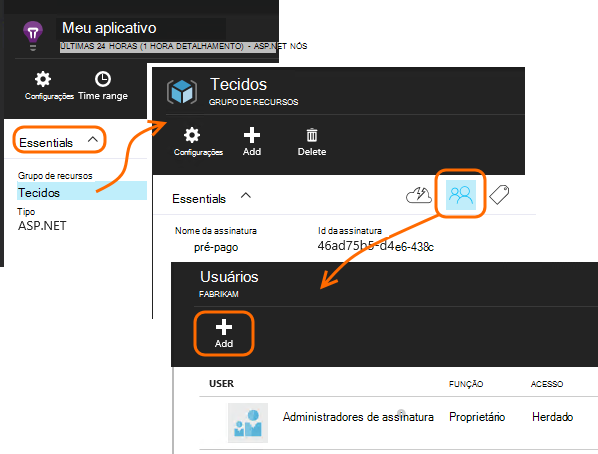 Meu aplicativo
ÚLTIMAS 24 HORAS (1 HORA DETALHAMENTO) - ASP.NET NÓS
Configurações Time range
Essentials
Grupo de recursos
Tecidos
Tipo
ASP.NET
Tecidos
GRUPO DE RECURSOS
Configurações Add Delete
Essentials
Nome da assinatura Id da assinatura
pré-pago 46ad75b5-d4e6-438c
Usuários
FABRIKAM
Add
USER FUNÇÃO ACESSO
Administradores de assinatura Proprietário Herdado